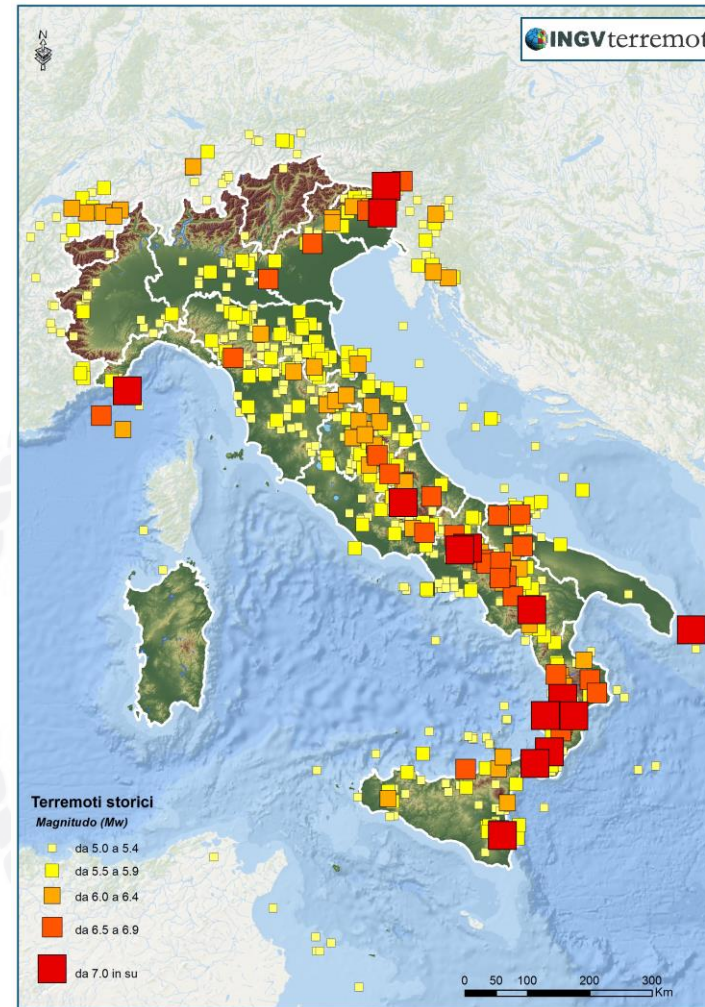 N
INGVterremoti
Terremoti storici
Magnitudo (Mw)
da 5.0 a 5.4
da 5.5 a 5.9
da 6.0 a 6.4
da 6.5 a 6.9
da 7.0 in su
0 50 100 200 300
Km